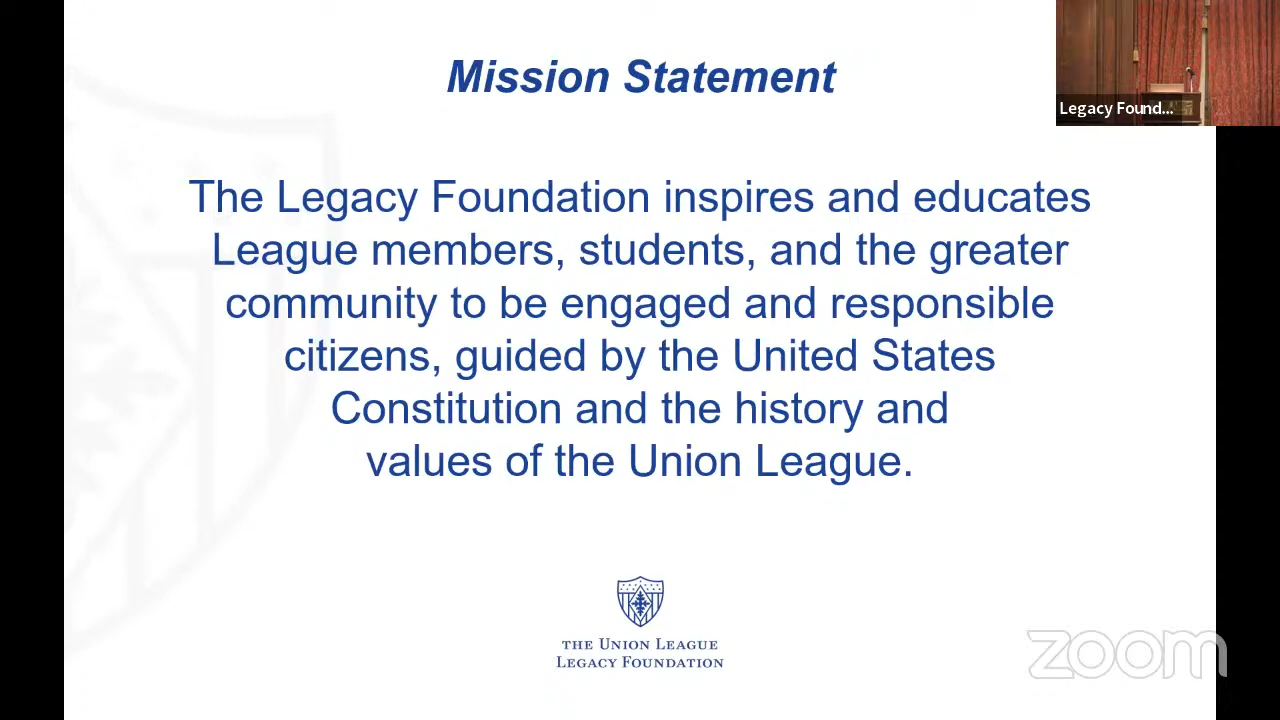 Mission Statement
Legacy Found...
The Legacy Foundation inspires and educates
League members, students, and the greater
community to be engaged and responsible
citizens, guided by the United States
Constitution and the history and
values of the Union League.
THE UNION LEAGUE
LEGACY FOUNDATION
zoom